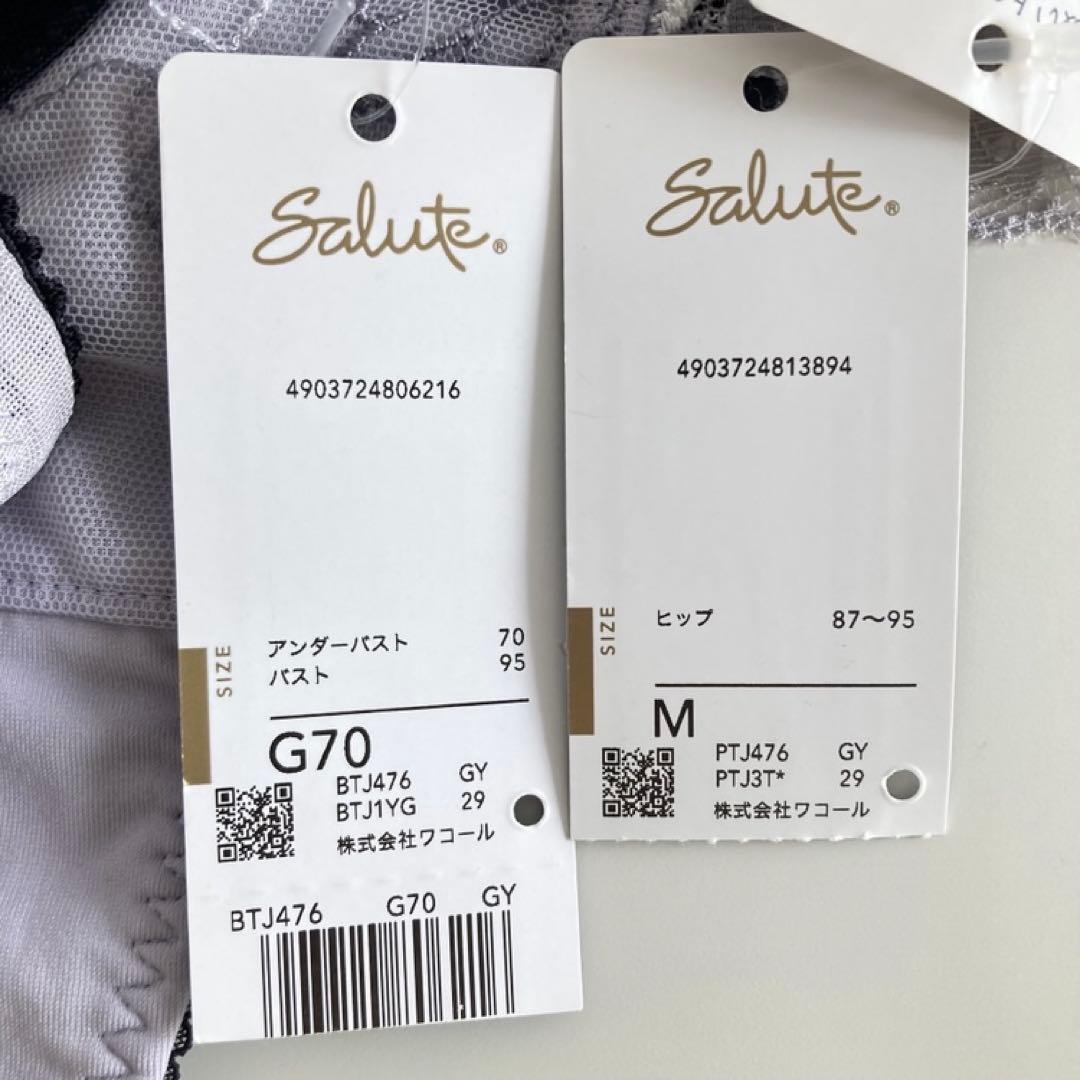 Salute®
4903724806216
SIZE
アンダーバスト 70
バスト 95
G70
BTJ476 GY
BTJ1YG 29
株式会社ワコール
BTJ476 G70 GY
Salute®
4903724813894
SIZE
ヒップ 87〜95
M
PTJ476 GY
PTJ3T* 29
株式会社ワコール